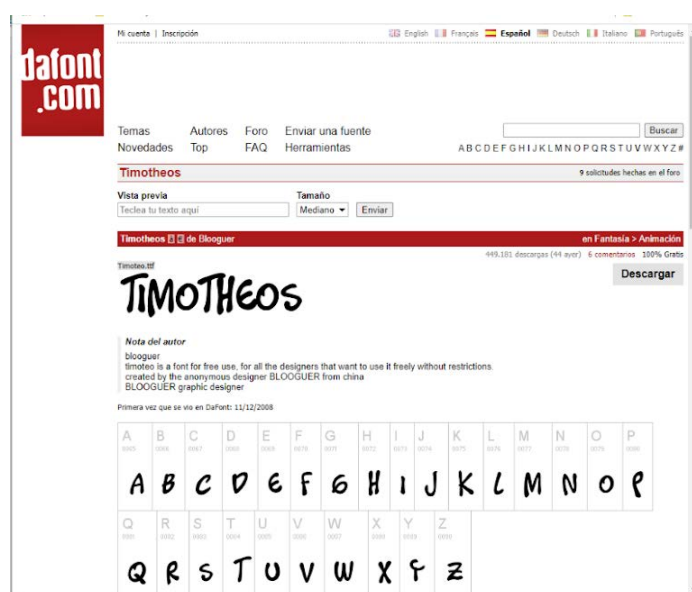 dafont
.com
Mi cuenta | Inscripción
English Français Español Deutsch Italiano Português
Temas Autores Foro Enviar una fuente
Buscar
Novedades Top FAQ Herramientas
A B C D E F G H I J K L M N O P Q R S T U V W X Y Z #
Timotheos
9 solicitudes hechas en el foro
Vista previa Tamaño
Teclea tu texto aquí Mediano Enviar
Timotheos de Blooguer
en Fantasía > Animación
449.181 descargas (44 ayer) 6 comentarios 100% Gratis
Timoteo.ttf
Descargar
TIMOTHEOS
Nota del autor
blooguer
timoteo is a font for free use, for all the designers that want to use it freely without restrictions.
created by the anonymous designer BLOOGUER from china
BLOOGUER graphic designer
Primera vez que se vio en DaFont: 11/12/2008
A B C D E F G H I J K L M N O P
A B C D E F G H I J K L M N O P
Q R S T U V W X Y Z
Q R S T U V W X Y Z